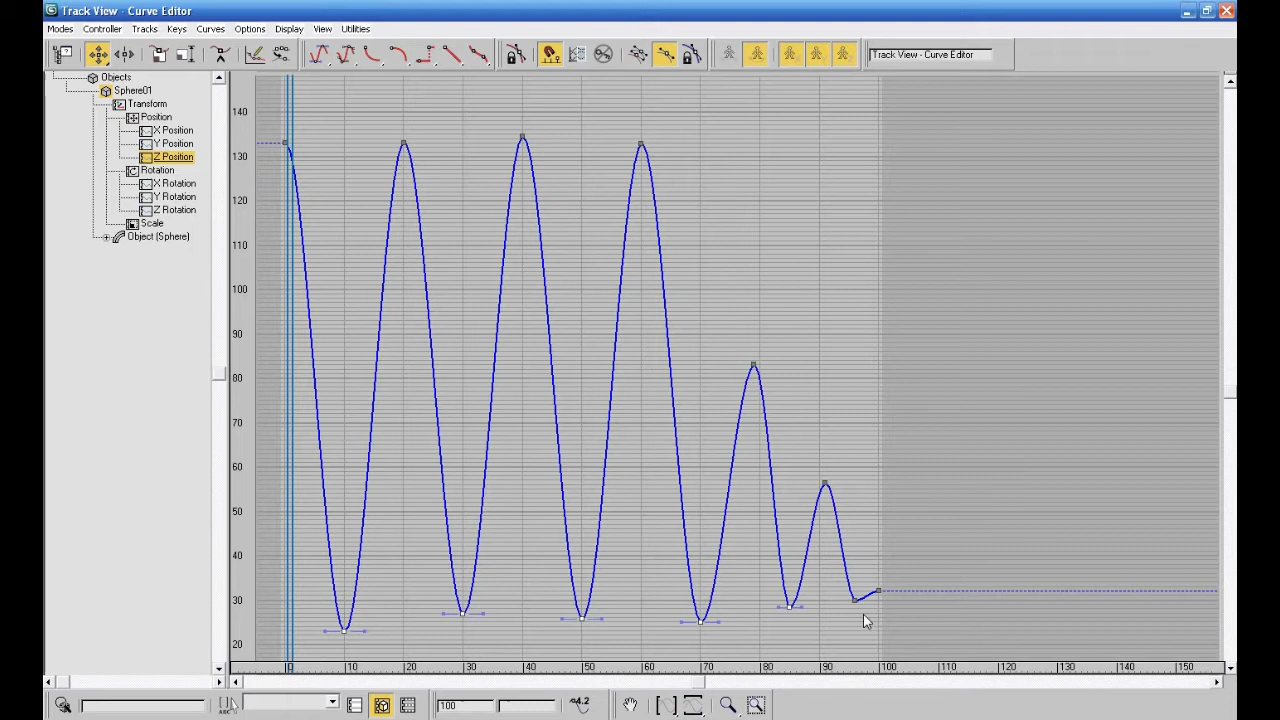 Track View - Curve Editor
Modes Controller Tracks Keys Curves Options Display View Utilities
Track View - Curve Editor
Objects
Sphere01
Transform
Position
X Position
Y Position
Z Position
Rotation
X Rotation
Y Rotation
Z Rotation
Scale
Object (Sphere)
140
130
120
110
100
90
80
70
60
50
40
30
20
0 10 20 30 40 50 60 70 80 90 100 110 120 130 140 150
ABC
100
4.2